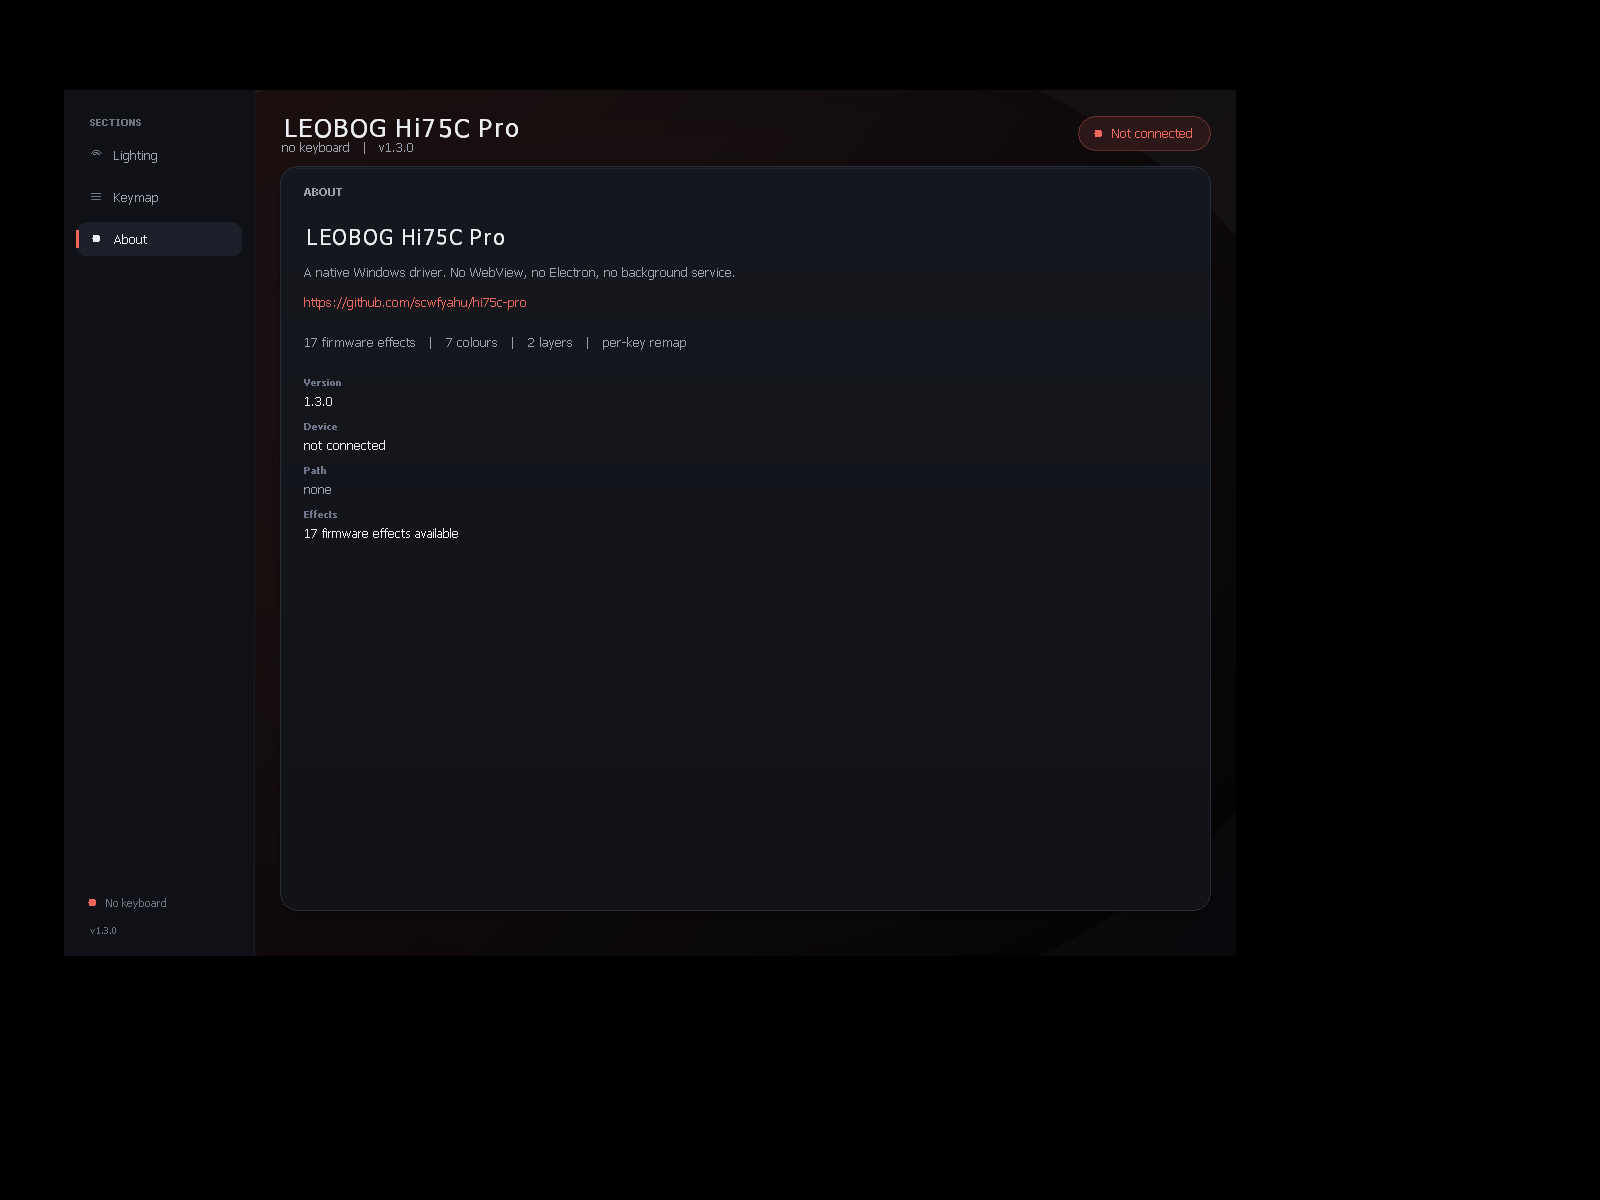 SECTIONS
Lighting
Keymap
About
No keyboard
v1.3.0
LEOBOG Hi75C Pro
no keyboard | v1.3.0
Not connected
ABOUT
LEOBOG Hi75C Pro
A native Windows driver. No WebView, no Electron, no background service.
https://github.com/scwfyahu/hi75c-pro
17 firmware effects | 7 colours | 2 layers | per-key remap
Version
1.3.0
Device
not connected
Path
none
Effects
17 firmware effects available